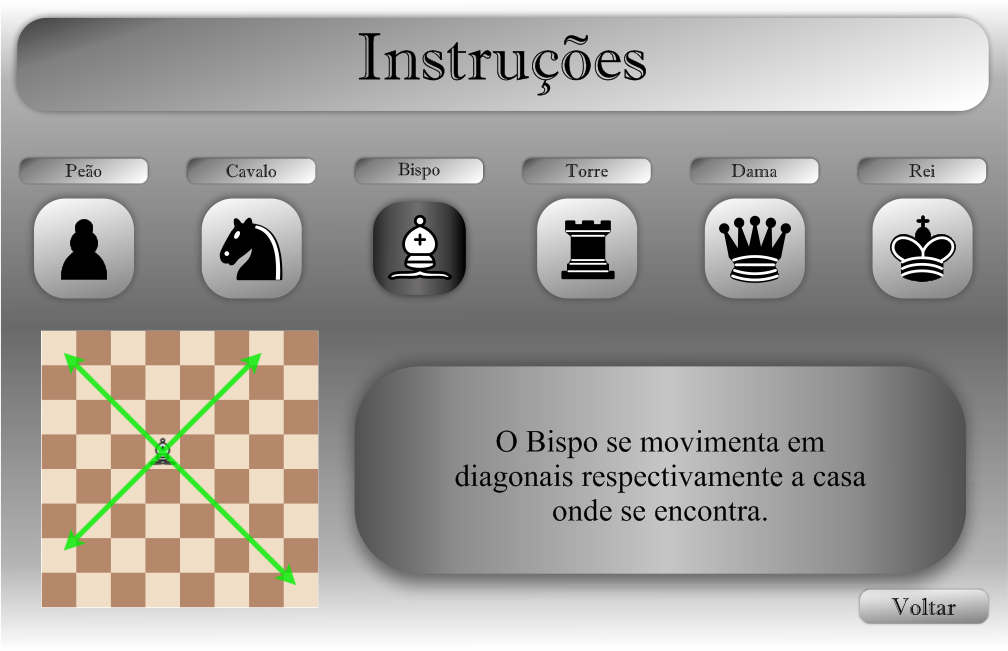 Instruções
Peão
Cavalo
Bispo
Torre
Dama
Rei
O Bispo se movimenta em
diagonais respectivamente a casa
onde se encontra.
Voltar